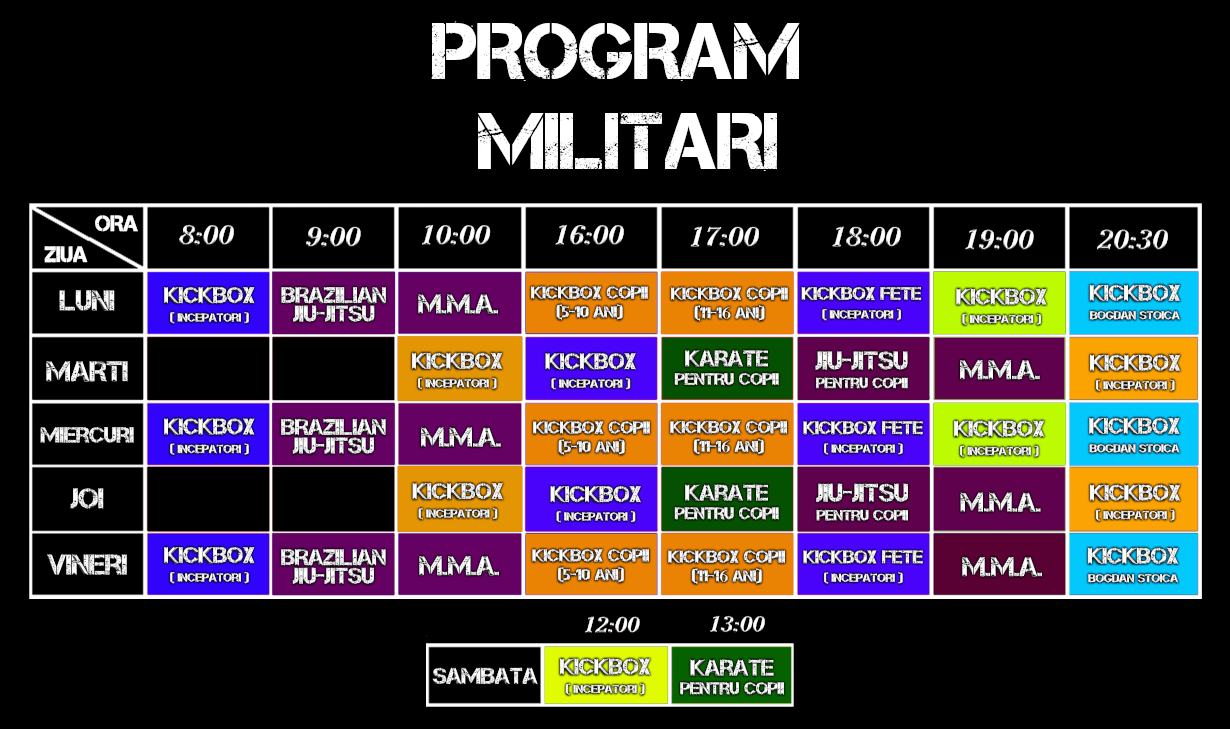 PROGRAM
MILITARI
ORA
ZIUA
8:00 9:00 10:00 16:00 17:00 18:00 19:00 20:30
LUNI
KICKBOX
( INCEPATORI )
BRAZILIAN
JIU-JITSU
M.M.A.
KICKBOX COPII
(5-10 ANI)
KICKBOX COPII
(11-16 ANI)
KICKBOX FETE
( INCEPATORI )
KICKBOX
( INCEPATORI )
KICKBOX
BOGDAN STOICA
MARTI
KICKBOX
( INCEPATORI )
KICKBOX
( INCEPATORI )
KARATE
PENTRU COPII
JIU-JITSU
PENTRU COPII
M.M.A.
KICKBOX
( INCEPATORI )
MIERCURI
KICKBOX
( INCEPATORI )
BRAZILIAN
JIU-JITSU
M.M.A.
KICKBOX COPII
(5-10 ANI)
KICKBOX COPII
(11-16 ANI)
KICKBOX FETE
( INCEPATORI )
KICKBOX
( INCEPATORI )
KICKBOX
BOGDAN STOICA
JOI
KICKBOX
( INCEPATORI )
KICKBOX
( INCEPATORI )
KARATE
PENTRU COPII
JIU-JITSU
PENTRU COPII
M.M.A.
KICKBOX
( INCEPATORI )
VINERI
KICKBOX
( INCEPATORI )
BRAZILIAN
JIU-JITSU
M.M.A.
KICKBOX COPII
(5-10 ANI)
KICKBOX COPII
(11-16 ANI)
KICKBOX FETE
( INCEPATORI )
M.M.A.
KICKBOX
BOGDAN STOICA
12:00 13:00
SAMBATA
KICKBOX
( INCEPATORI )
KARATE
PENTRU COPII